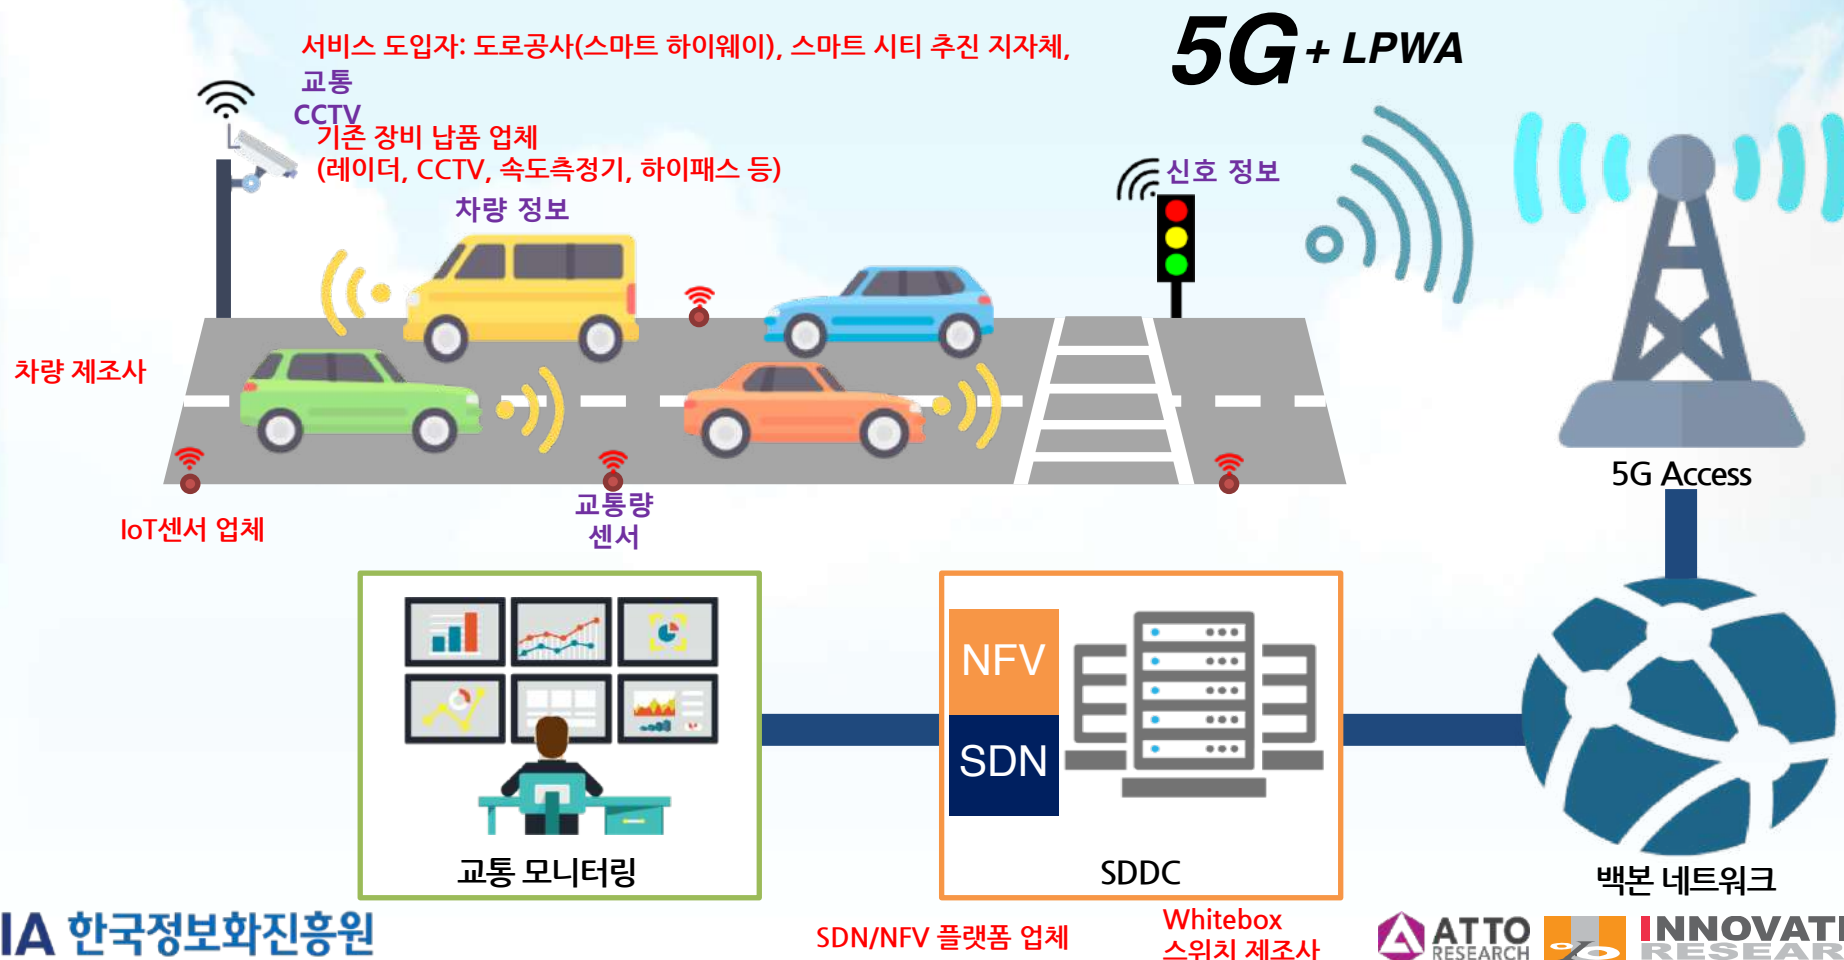 서비스 도입자: 도로공사(스마트 하이웨이), 스마트 시티 추진 지자체,
5G + LPWA
교통
CCTV
기존 장비 납품 업체
(레이더, CCTV, 속도측정기, 하이패스 등)
신호 정보
차량 정보
차량 제조사
5G Access
교통량
센서
IoT센서 업체
NFV
SDN
교통 모니터링
SDDC
백본 네트워크
IA 한국정보화진흥원
SDN/NFV 플랫폼 업체
Whitebox
스위치 제조사
ATTO
RESEARCH
INNOVATI
RESEAR